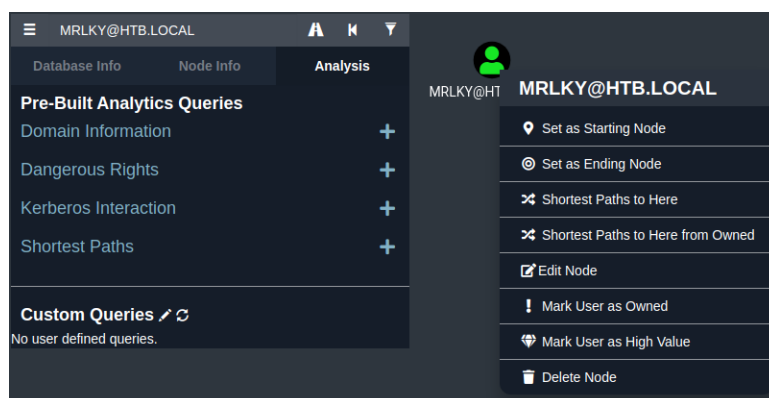 MRLKY@HTB.LOCAL
Database Info Node Info Analysis
Pre-Built Analytics Queries
Domain Information
Dangerous Rights
Kerberos Interaction
Shortest Paths
Custom Queries
No user defined queries.
MRLKY@HT
MRLKY@HTB.LOCAL
Set as Starting Node
Set as Ending Node
Shortest Paths to Here
Shortest Paths to Here from Owned
Edit Node
Mark User as Owned
Mark User as High Value
Delete Node